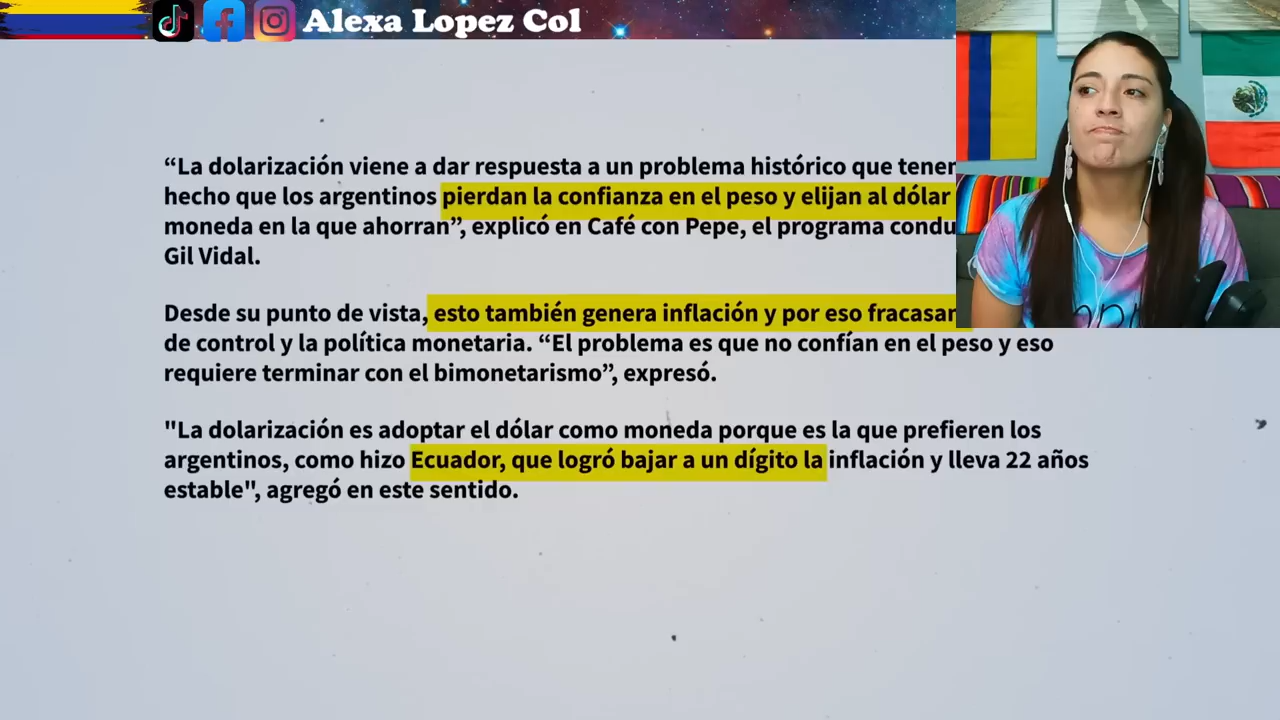 Alexa Lopez Col
“La dolarización viene a dar respuesta a un problema histórico que
hecho que los argentinos pierdan la confianza en el peso y elijan al dólar
moneda en la que ahorran”, explicó en Café con Pepe, el programa
Gil Vidal.
Desde su punto de vista, esto también genera inflación y por eso
de control y la política monetaria. “El problema es que no confían en el peso y eso
requiere terminar con el bimonetarismo”, expresó.
"La dolarización es adoptar el dólar como moneda porque es la que prefieren los
argentinos, como hizo Ecuador, que logró bajar a un dígito la inflación y lleva 22 años
estable", agregó en este sentido.